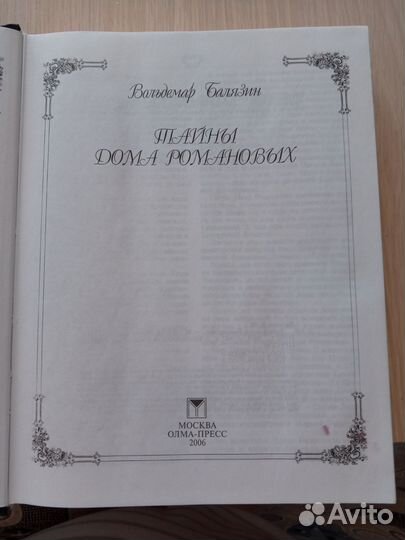 Вольдемар Балязин
ТАЙНЫ
ДОМА РОМАНОВЫХ
МОСКВА
ОЛМА-ПРЕСС
2006
Avito